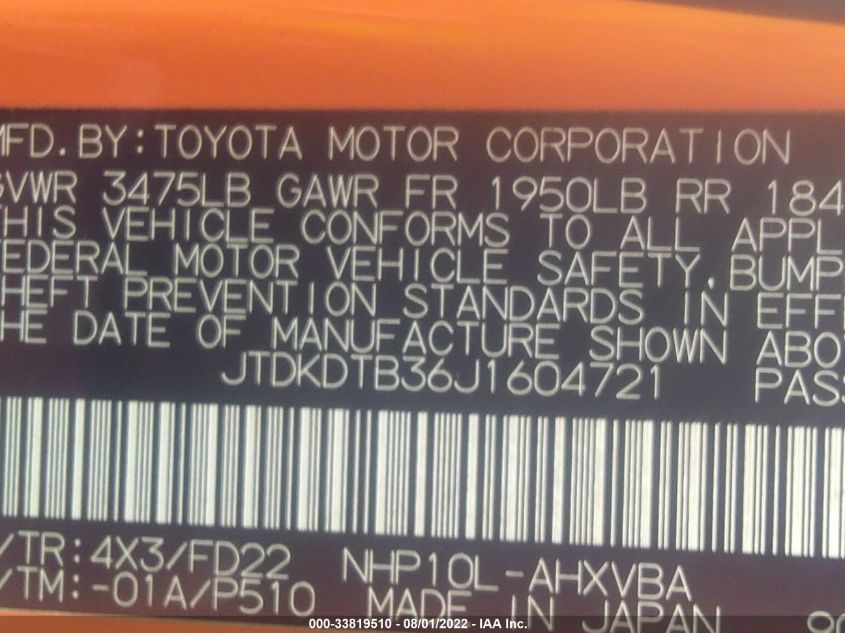 MFD.BY:TOYOTA MOTOR CORPORATION
GVWR 3475LB GAWR FR 1950LB RR 184
THIS VEHICLE CONFORMS TO ALL APPL
FEDERAL MOTOR VEHICLE SAFETY,BUMP
THEFT PREVENTION STANDARDS IN EFF
THE DATE OF MANUFACTURE SHOWN ABO
JTDKDTB36J1604721 PASS
/TR:4X3/FD22 NHP10L-AHXVBA
/TM:-01A/P510 MADE IN JAPAN 90
000-33819510 - 08/01/2022 - IAA Inc.